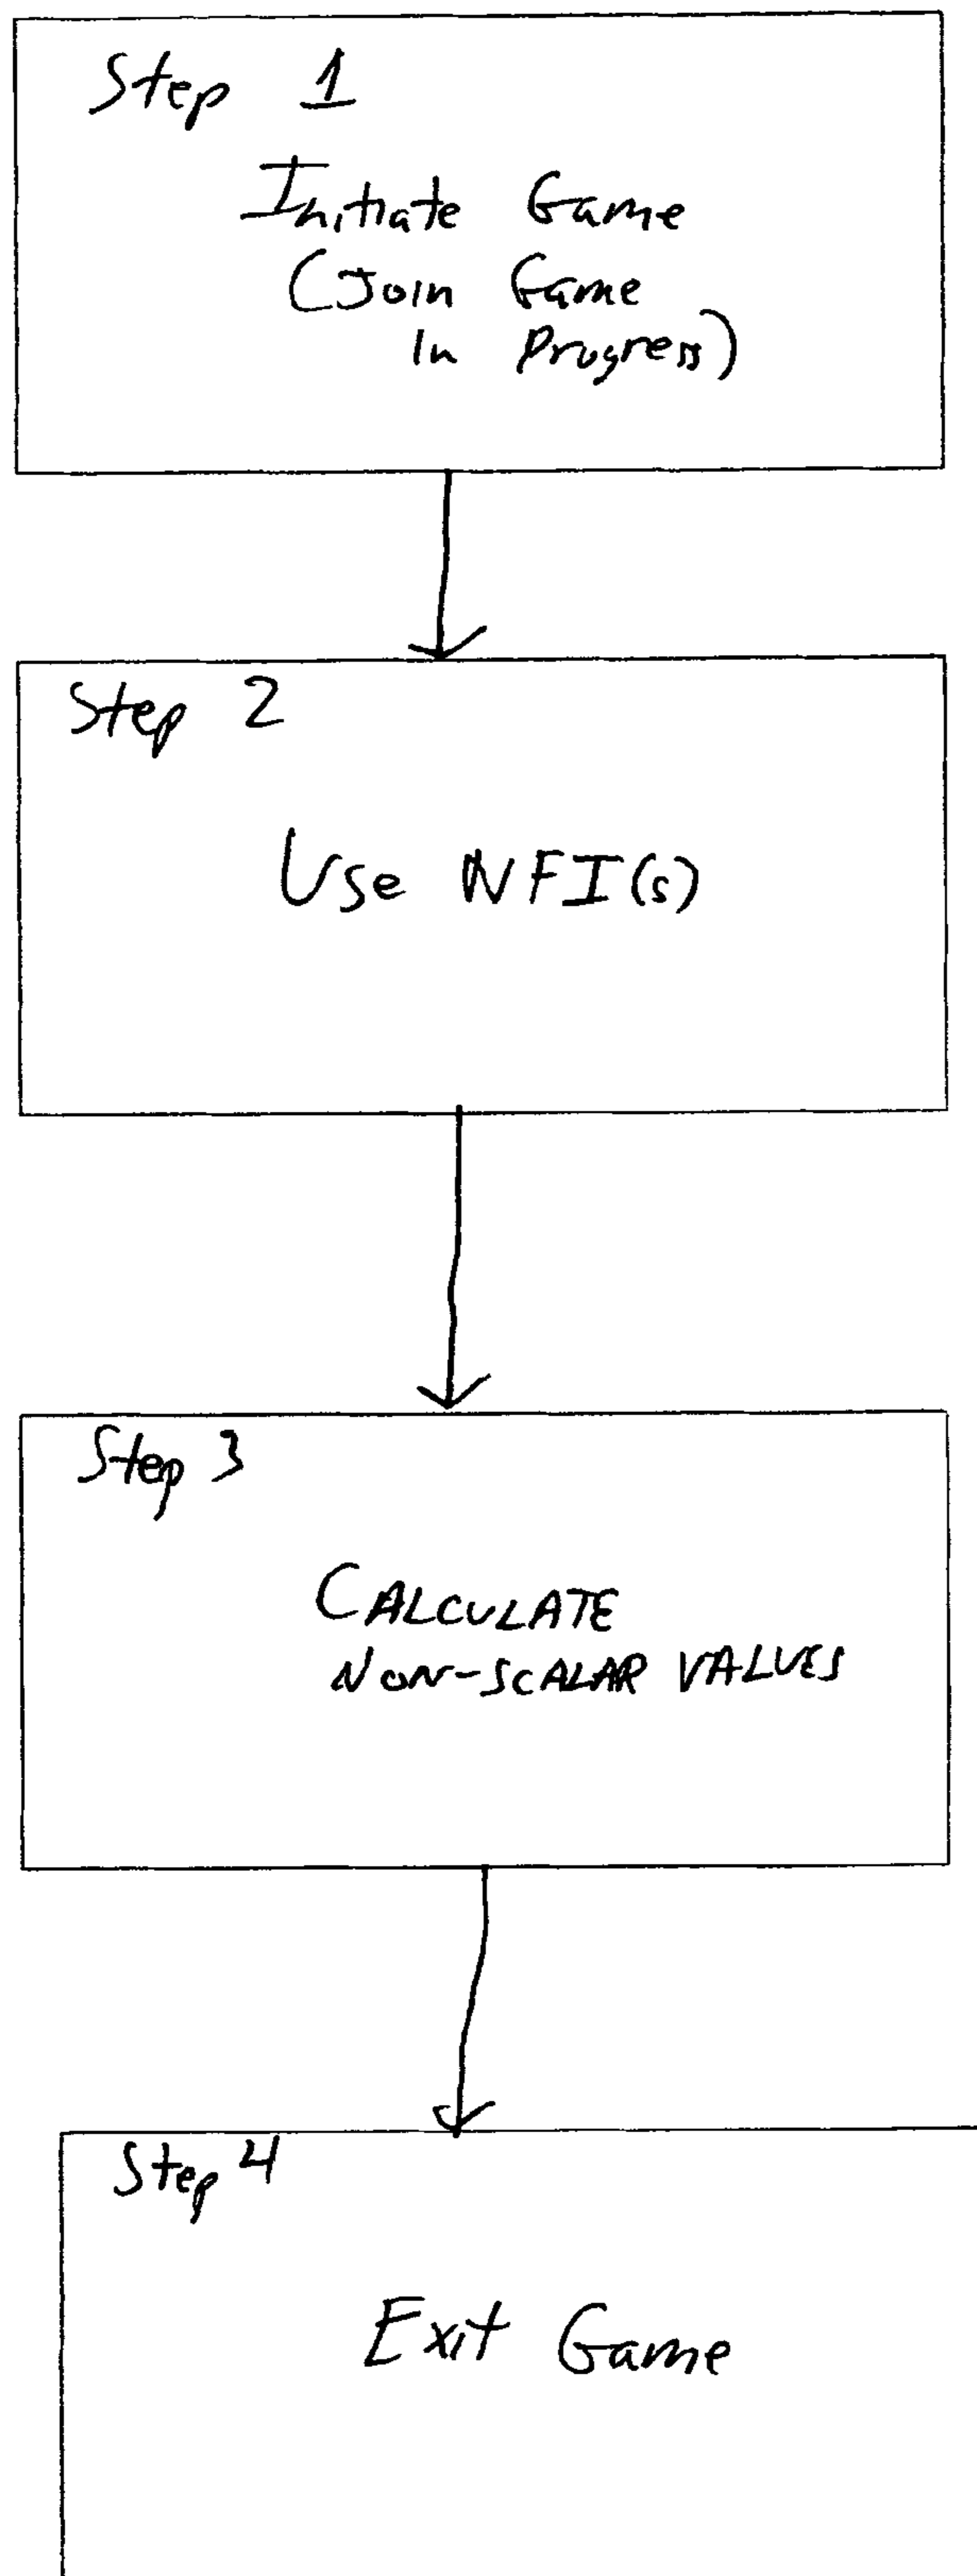 Step 1
Initiate Game
(Join Game
In Progress)
Step 2
Use NFI(s)
Step 3
CALCULATE
NON-SCALAR VALUES
Step 4
Exit Game